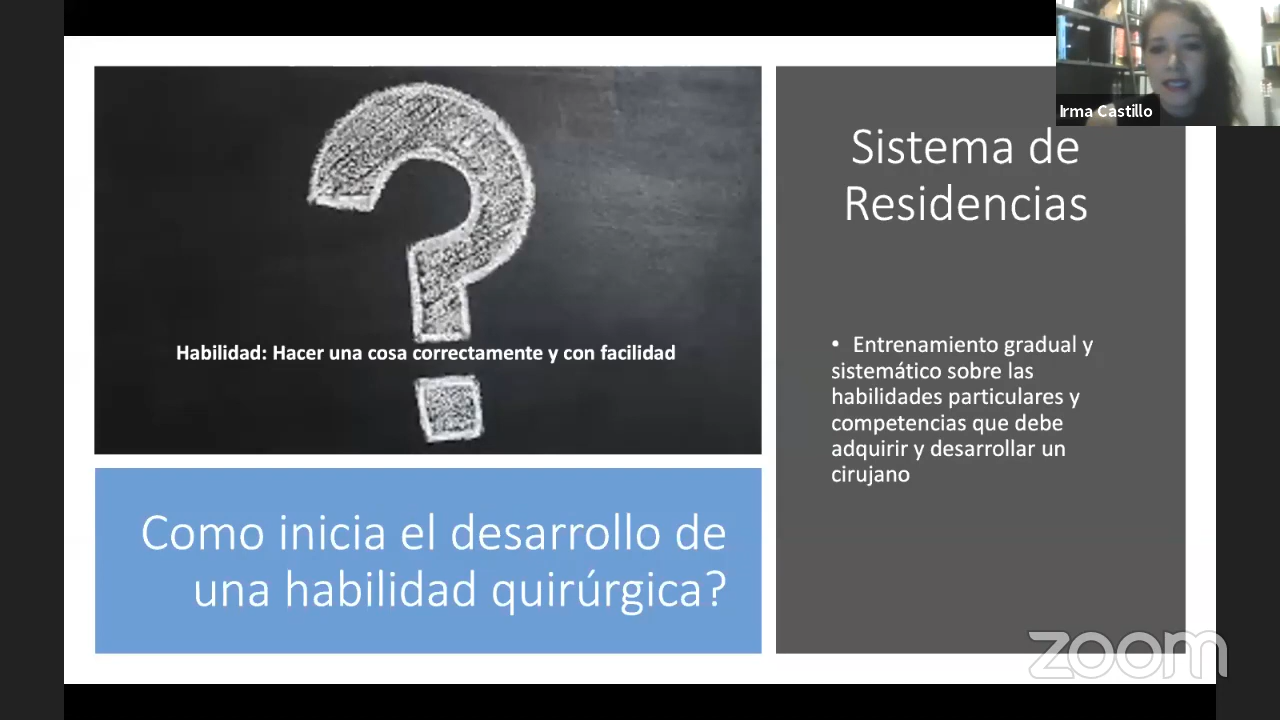 Irma Castillo
Habilidad: Hacer una cosa correctamente y con facilidad
Como inicia el desarrollo de
una habilidad quirúrgica?
Sistema de
Residencias
• Entrenamiento gradual y
sistemático sobre las
habilidades particulares y
competencias que debe
adquirir y desarrollar un
cirujano
zoom